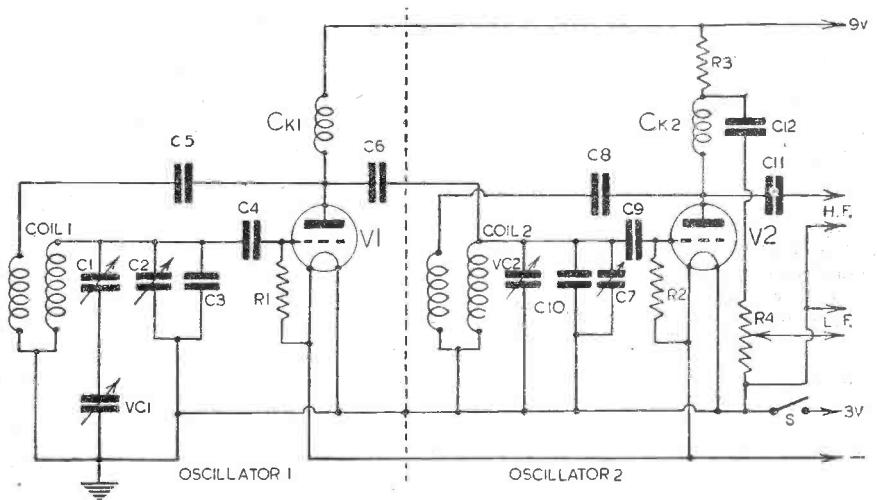 9V
R3
CK1
CK2
C12
C5
C6
C8
C11
H.F.
COIL 1
C4
V1
COIL 2
C9
V2
C1
C2
C3
R1
VC2
C10
C7
R2
R4
L.F.
VC1
S
3V
OSCILLATOR 1
OSCILLATOR 2